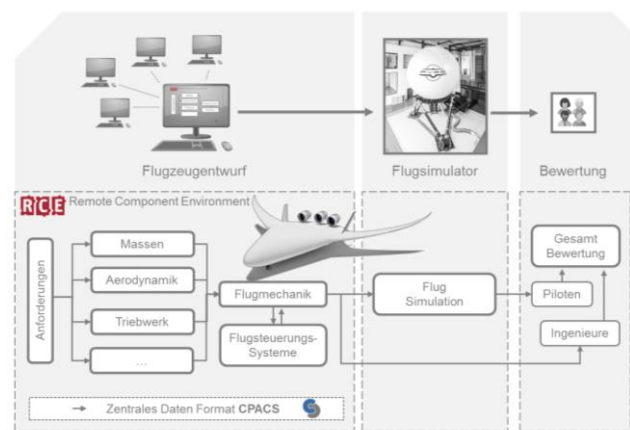 Flugzeugentwurf
Flugsimulator
Bewertung
RCE Remote Component Environment
Anforderungen
Massen
Aerodynamik
Triebwerk
...
Flugmechanik
Flugsteuerungs-
Systeme
Flug
Simulation
Gesamt
Bewertung
Piloten
Ingenieure
Zentrales Daten Format CPACS